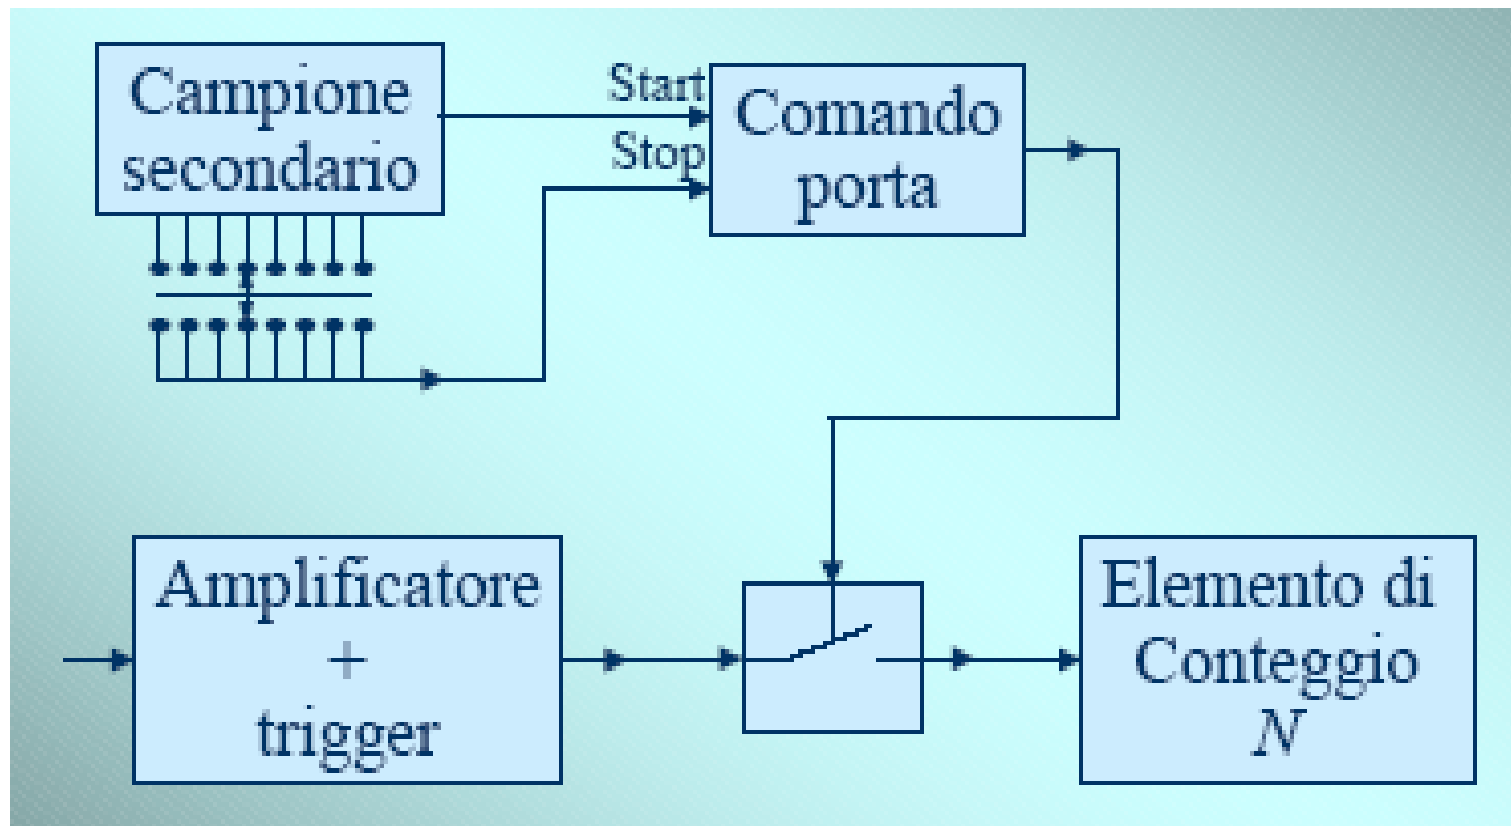 Campione
secondario
Start
Stop
Comando
porta
Amplificatore
+
trigger
Elemento di
Conteggio
N